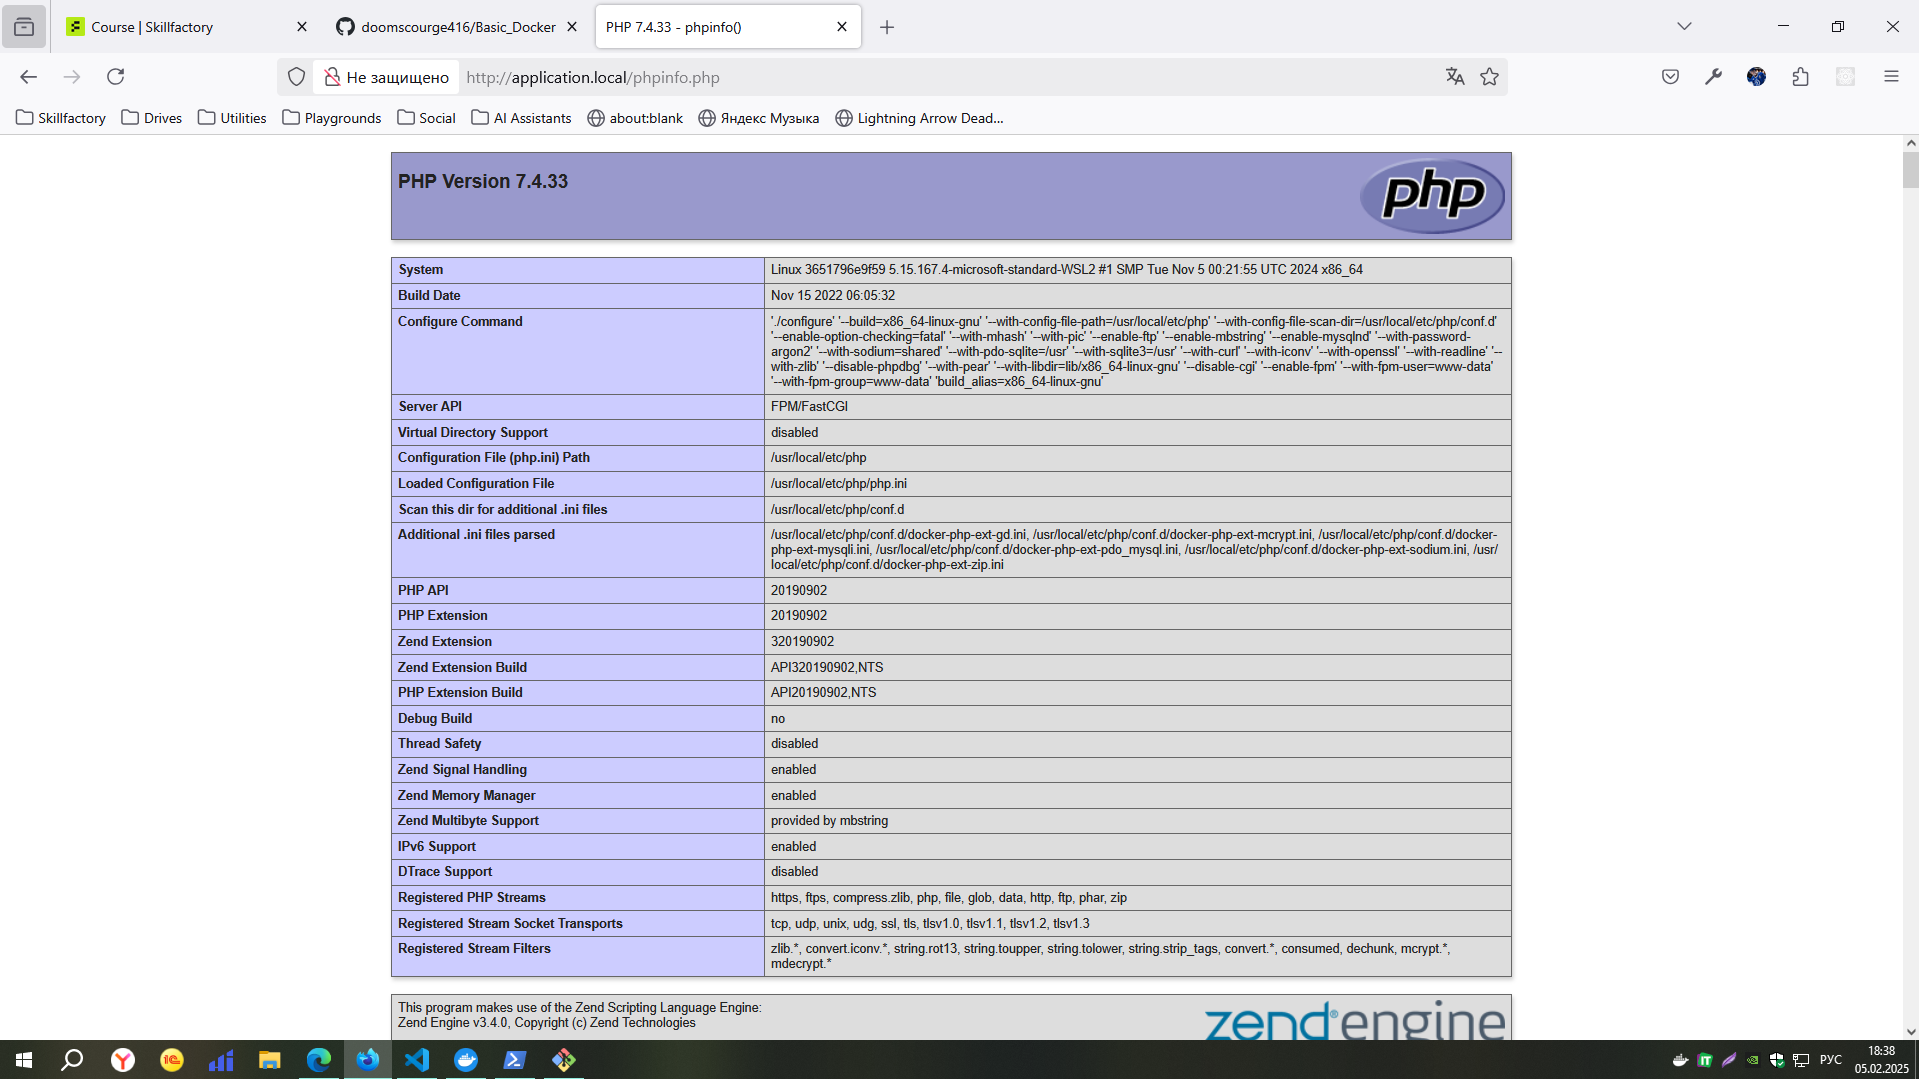 Course | Skillfactory
doomscourge416/Basic_Docker
PHP 7.4.33 - phpinfo()
Не защищено
http://application.local/phpinfo.php
Skillfactory
Drives
Utilities
Playgrounds
Social
AI Assistants
about:blank
Яндекс Музыка
Lightning Arrow Dead...
PHP Version 7.4.33
php
System
Linux 3651796e9f59 5.15.167.4-microsoft-standard-WSL2 #1 SMP Tue Nov 5 00:21:55 UTC 2024 x86_64
Build Date
Nov 15 2022 06:05:32
Configure Command
'./configure' '--build=x86_64-linux-gnu' '--with-config-file-path=/usr/local/etc/php' '--with-config-file-scan-dir=/usr/local/etc/php/conf.d'
'--enable-option-checking=fatal' '--with-mhash' '--with-pic' '--enable-ftp' '--enable-mbstring' '--enable-mysqlnd' '--with-password-
argon2' '--with-sodium=shared' '--with-pdo-sqlite=/usr' '--with-sqlite3=/usr' '--with-curl' '--with-iconv' '--with-openssl' '--with-readline' '--
with-zlib' '--disable-phpdbg' '--with-pear' '--with-libdir=lib/x86_64-linux-gnu' '--disable-cgi' '--enable-fpm' '--with-fpm-user=www-data'
'--with-fpm-group=www-data' 'build_alias=x86_64-linux-gnu'
Server API
FPM/FastCGI
Virtual Directory Support
disabled
Configuration File (php.ini) Path
/usr/local/etc/php
Loaded Configuration File
/usr/local/etc/php/php.ini
Scan this dir for additional .ini files
/usr/local/etc/php/conf.d
Additional .ini files parsed
/usr/local/etc/php/conf.d/docker-php-ext-gd.ini, /usr/local/etc/php/conf.d/docker-php-ext-mcrypt.ini, /usr/local/etc/php/conf.d/docker-
php-ext-mysqli.ini, /usr/local/etc/php/conf.d/docker-php-ext-pdo_mysql.ini, /usr/local/etc/php/conf.d/docker-php-ext-sodium.ini, /usr/
local/etc/php/conf.d/docker-php-ext-zip.ini
PHP API
20190902
PHP Extension
20190902
Zend Extension
320190902
Zend Extension Build
API320190902,NTS
PHP Extension Build
API20190902,NTS
Debug Build
no
Thread Safety
disabled
Zend Signal Handling
enabled
Zend Memory Manager
enabled
Zend Multibyte Support
provided by mbstring
IPv6 Support
enabled
DTrace Support
disabled
Registered PHP Streams
https, ftps, compress.zlib, php, file, glob, data, http, ftp, phar, zip
Registered Stream Socket Transports
tcp, udp, unix, udg, ssl, tls, tlsv1.0, tlsv1.1, tlsv1.2, tlsv1.3
Registered Stream Filters
zlib.*, convert.iconv.*, string.rot13, string.toupper, string.tolower, string.strip_tags, convert.*, consumed, dechunk, mcrypt.*,
mdecrypt.*
This program makes use of the Zend Scripting Language Engine:
Zend Engine v3.4.0, Copyright (c) Zend Technologies
zend® engine
РУС
18:38
05.02.2025